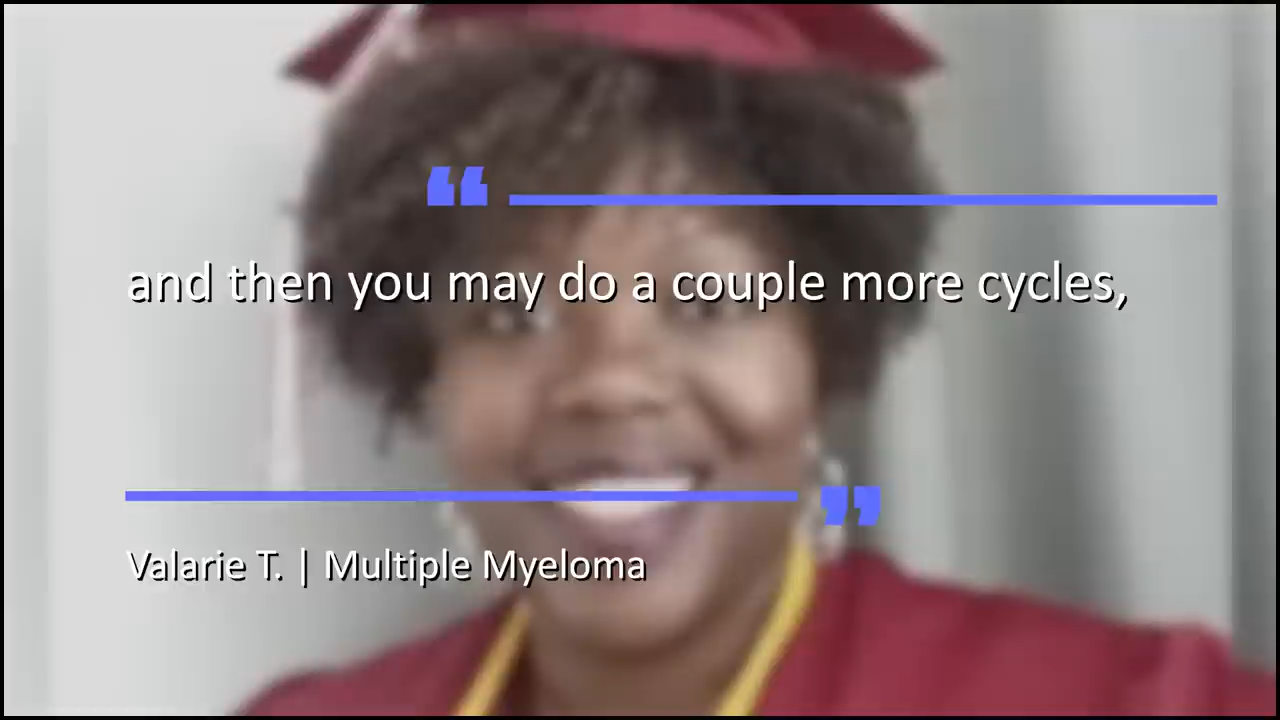 “
and then you may do a couple more cycles,
”
Valarie T. | Multiple Myeloma